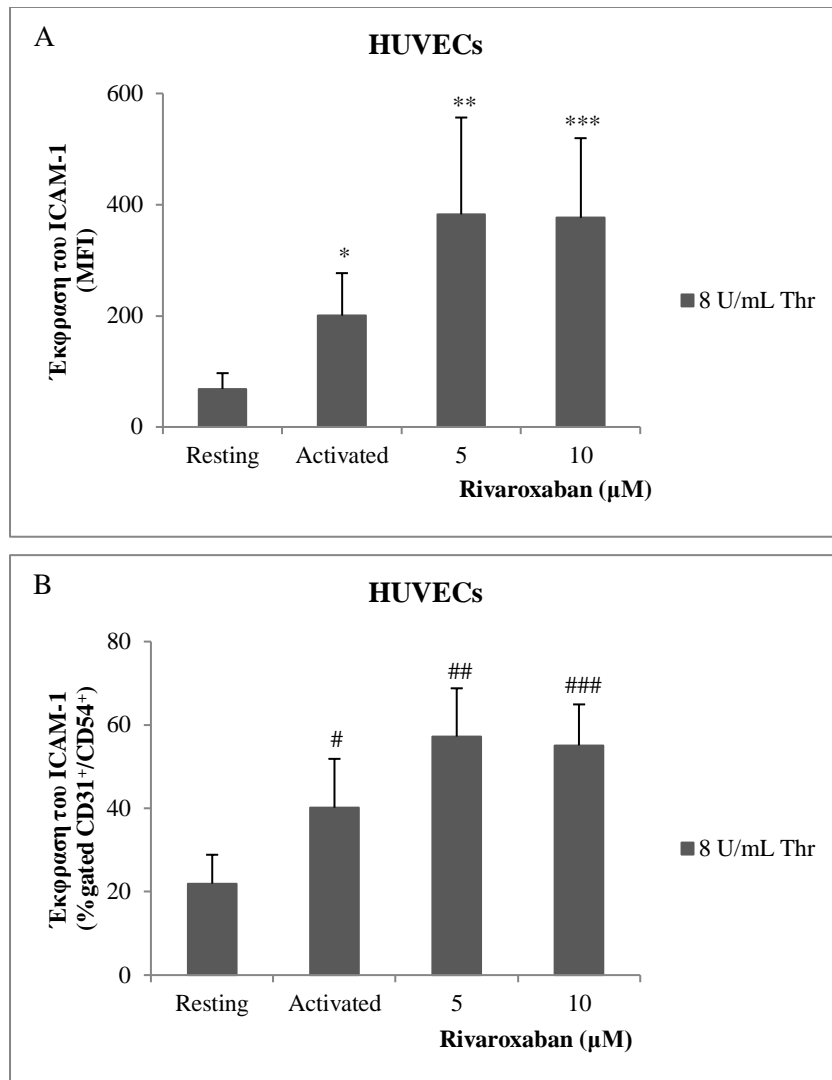 A
HUVECs
600
400
200
0
Έκφραση του ICAM-1
(MFI)
*
**
***
Resting Activated 5 10
Rivaroxaban (μM)
8 U/mL Thr
B
HUVECs
80
60
40
20
0
Έκφραση του ICAM-1
(%gated CD31⁺/CD54⁺)
#
##
###
Resting Activated 5 10
Rivaroxaban (μM)
8 U/mL Thr